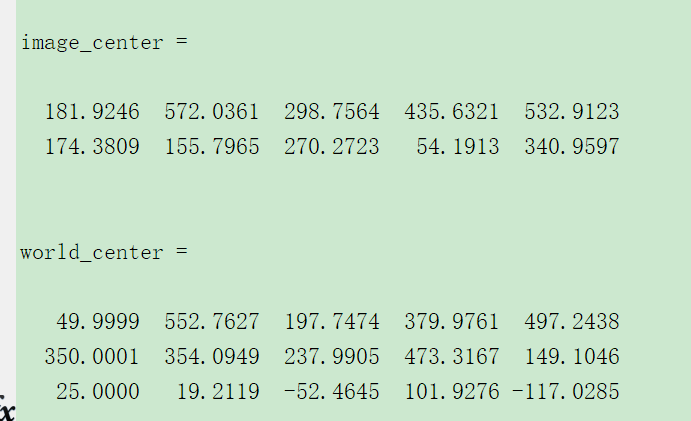 image_center =
181.9246 572.0361 298.7564 435.6321 532.9123
174.3809 155.7965 270.2723 54.1913 340.9597
world_center =
49.9999 552.7627 197.7474 379.9761 497.2438
350.0001 354.0949 237.9905 473.3167 149.1046
25.0000 19.2119 -52.4645 101.9276 -117.0285
fx